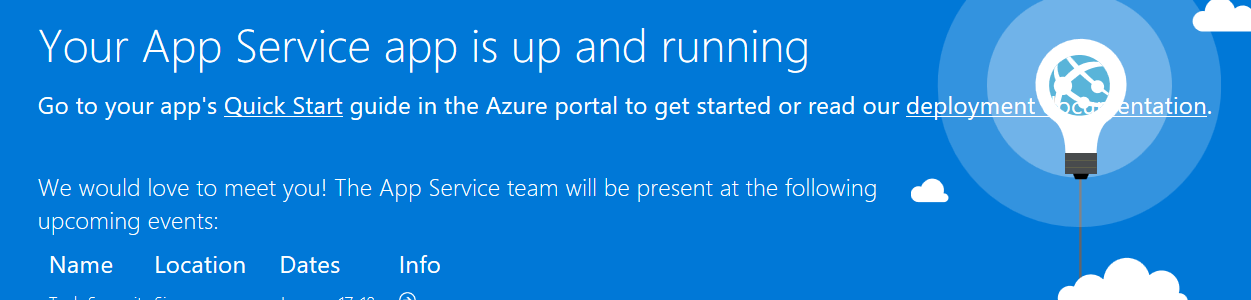 Your App Service app is up and running
Go to your app's Quick Start guide in the Azure portal to get started or read our deployment documentation.
We would love to meet you! The App Service team will be present at the following
upcoming events:
Name Location Dates Info